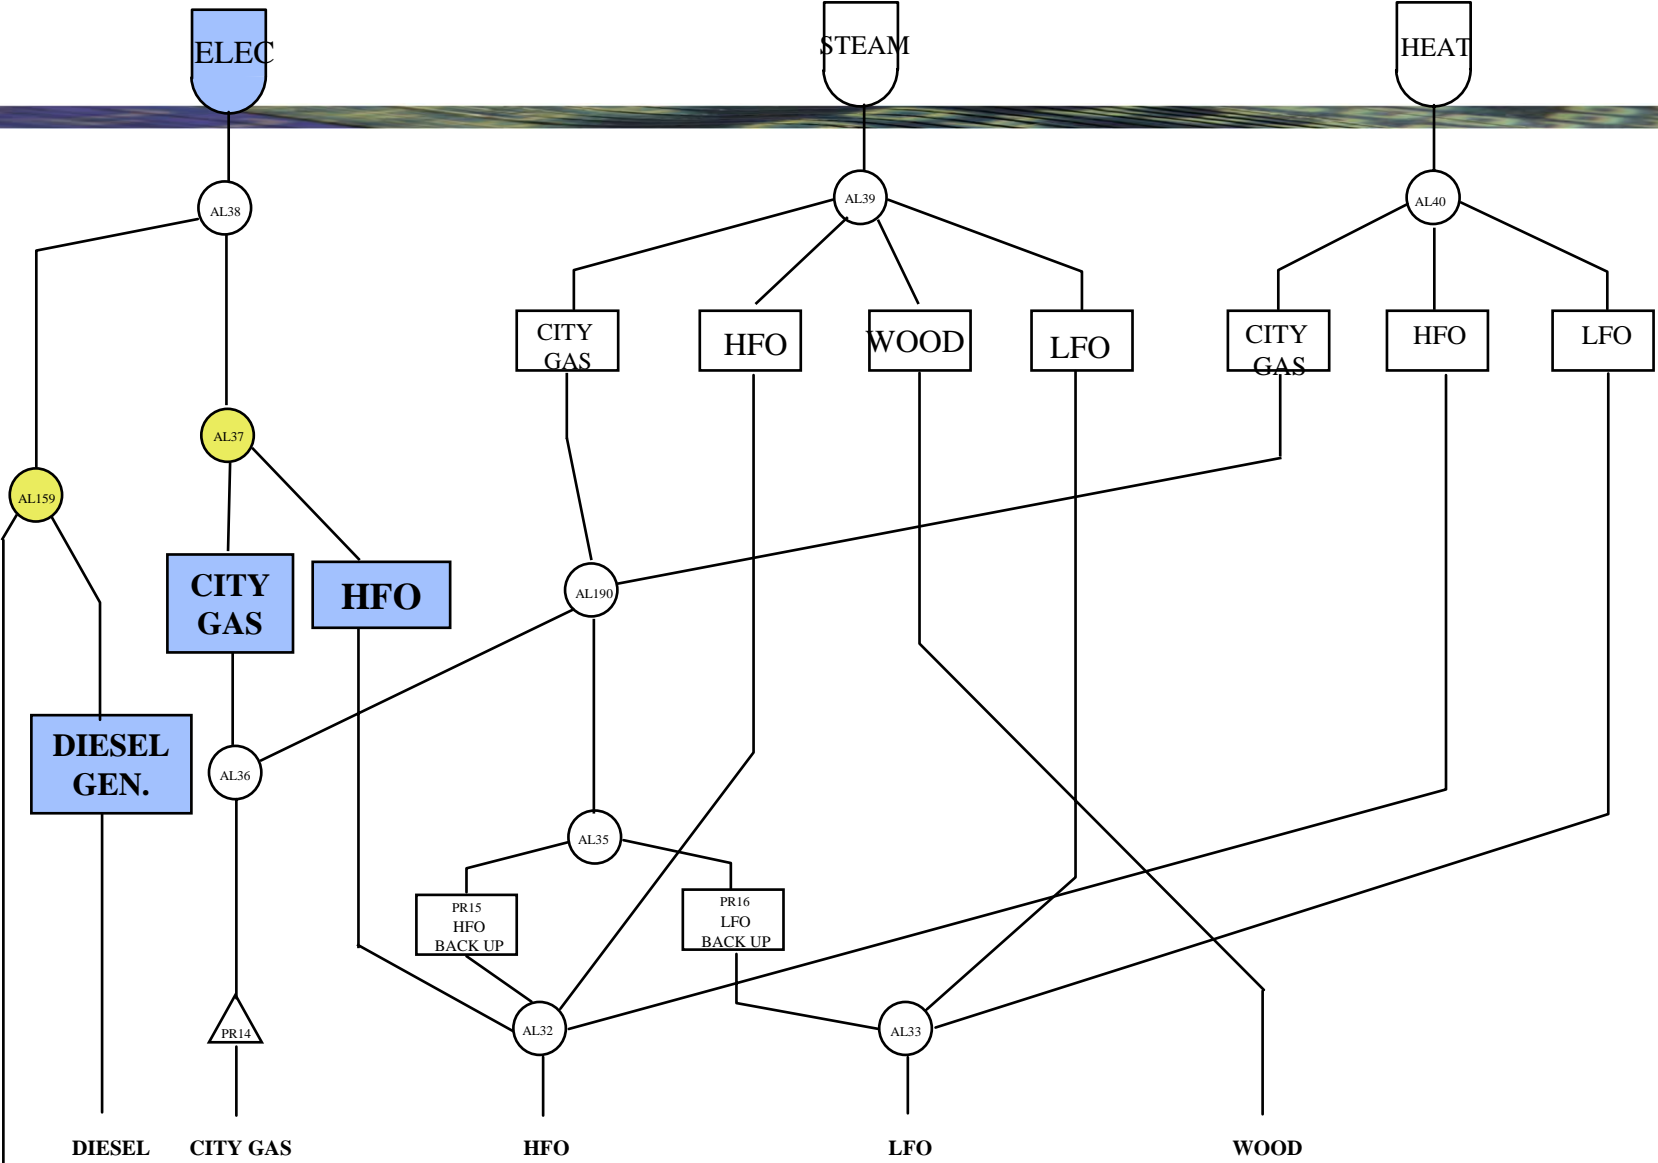 ELEC
STEAM
HEAT
AL38
AL39
AL40
CITY
GAS
HFO
WOOD
LFO
CITY
GAS
HFO
LFO
AL37
AL159
CITY
GAS
HFO
AL190
DIESEL
GEN.
AL36
AL35
PR15
HFO
BACK UP
PR16
LFO
BACK UP
PR14
AL32
AL33
DIESEL
CITY GAS
HFO
LFO
WOOD